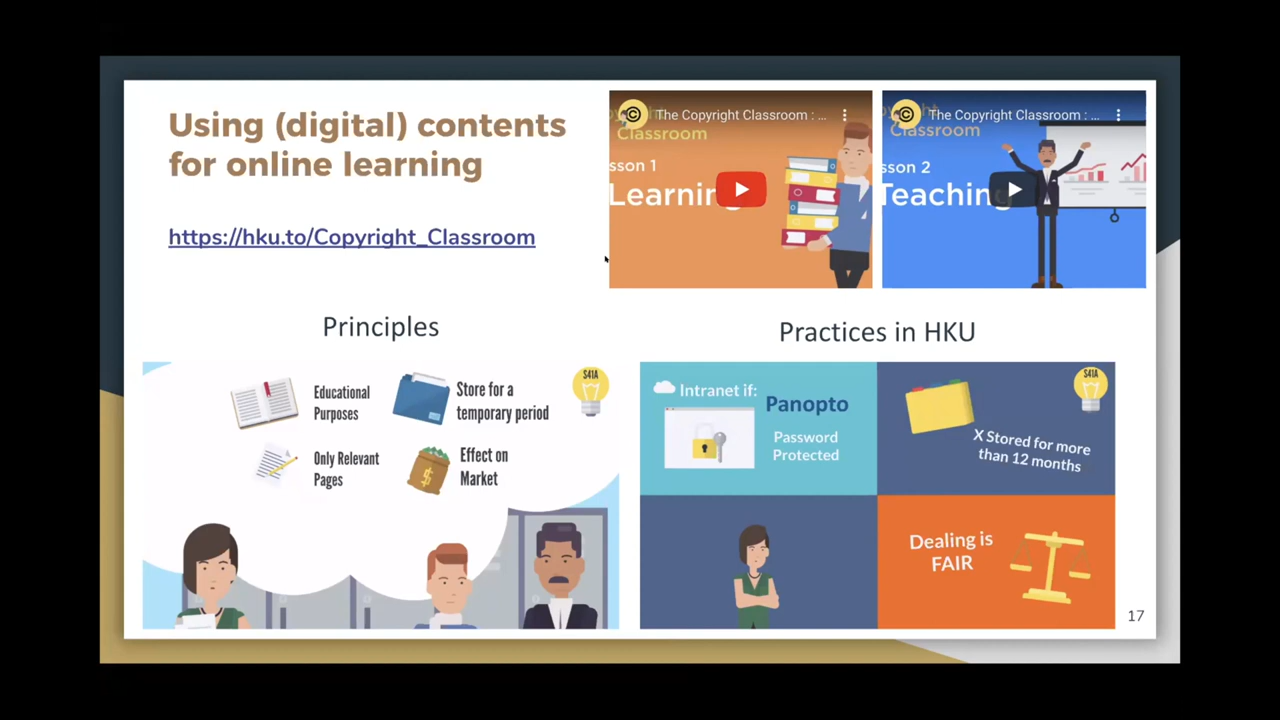 Using (digital) contents
for online learning
https://hku.to/Copyright_Classroom
The Copyright Classroom : ...
Classroom
sson 1
Learning
The Copyright Classroom : ...
Classroom
sson 2
Teaching
Principles
Educational
Purposes
Store for a
temporary period
S41A
Only Relevant
Pages
Effect on
Market
Practices in HKU
Intranet if:
Panopto
Password
Protected
S41A
X Stored for more
than 12 months
Dealing is
FAIR
17